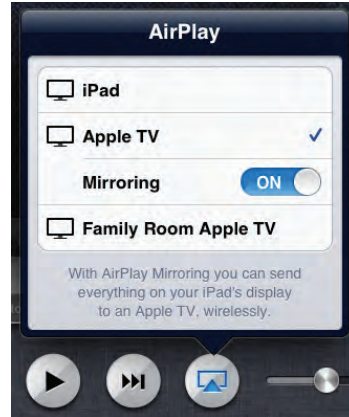 AirPlay
iPad
Apple TV
Mirroring ON
Family Room Apple TV
With AirPlay Mirroring you can send
everything on your iPad's display
to an Apple TV, wirelessly.